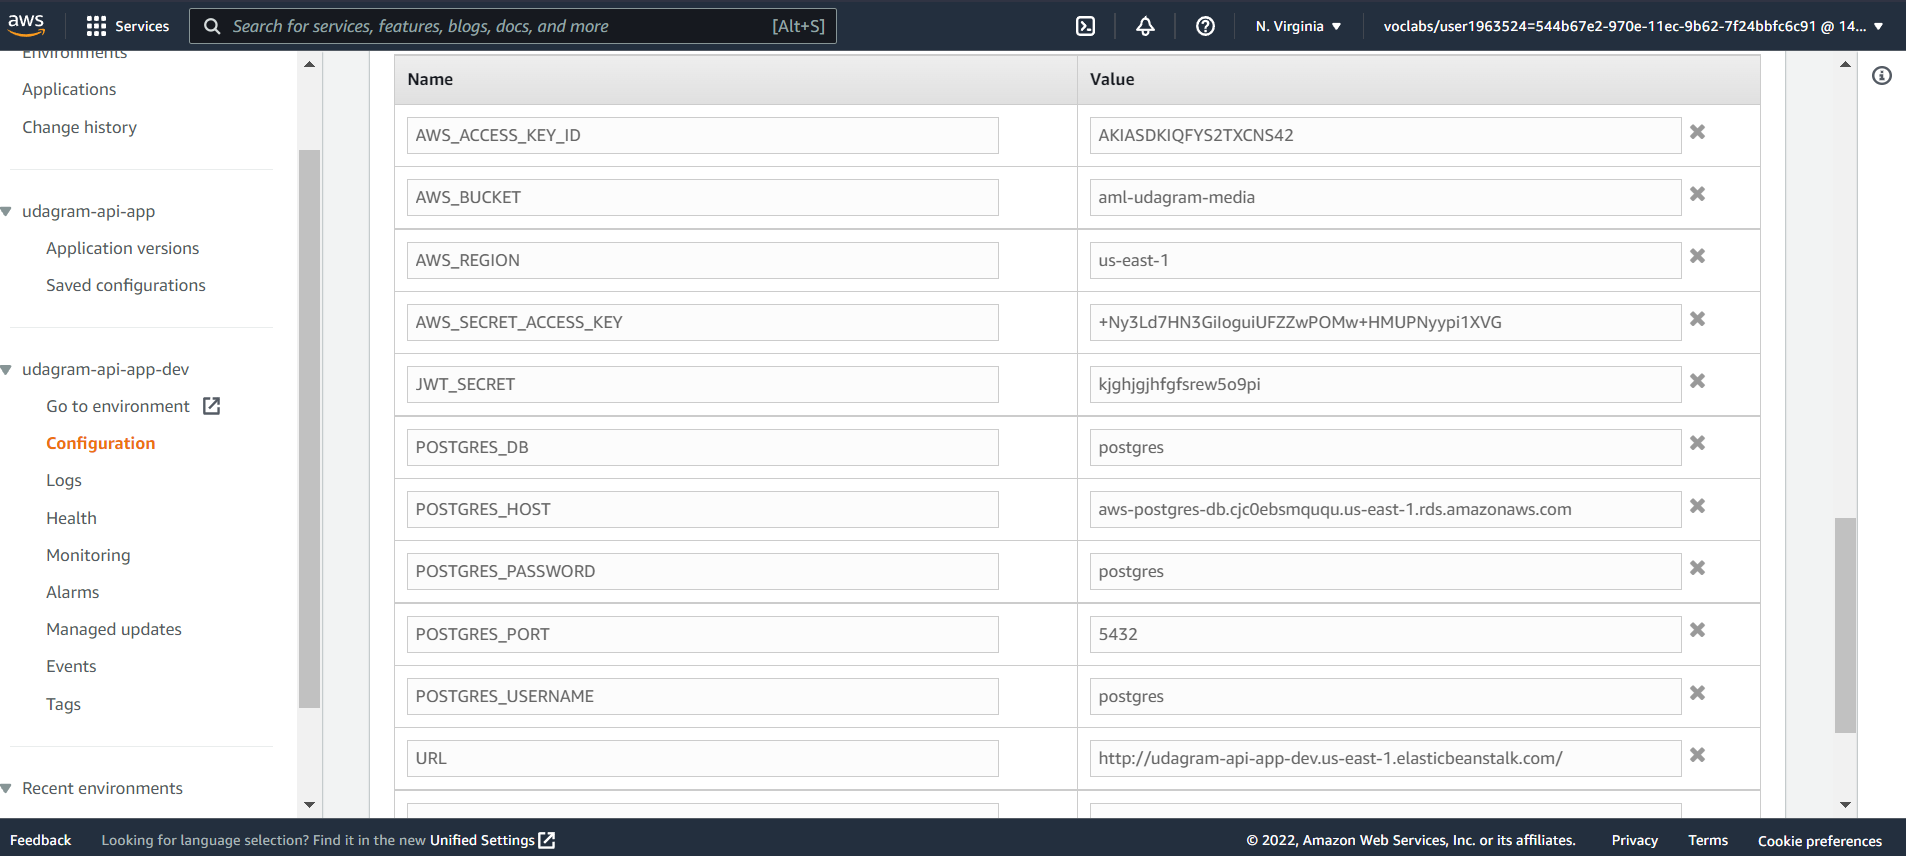 aws
Services
Search for services, features, blogs, docs, and more
[Alt+S]
N. Virginia
voclabs/user1963524=544b67e2-970e-11ec-9b62-7f24bbfc6c91 @ 14...
Environments
Applications
Change history
udagram-api-app
Application versions
Saved configurations
udagram-api-app-dev
Go to environment
Configuration
Logs
Health
Monitoring
Alarms
Managed updates
Events
Tags
Recent environments
Name Value
AWS_ACCESS_KEY_ID AKIASDKIQFYS2TXCNS42
AWS_BUCKET aml-udagram-media
AWS_REGION us-east-1
AWS_SECRET_ACCESS_KEY
JWT_SECRET kjghjgjhfgfsrew5o9pi
POSTGRES_DB postgres
POSTGRES_HOST aws-postgres-db.cjc0ebsmququ.us-east-1.rds.amazonaws.com
POSTGRES_PASSWORD postgres
POSTGRES_PORT 5432
POSTGRES_USERNAME postgres
URL http://udagram-api-app-dev.us-east-1.elasticbeanstalk.com/
Feedback
Looking for language selection? Find it in the new Unified Settings
© 2022, Amazon Web Services, Inc. or its affiliates.
Privacy
Terms
Cookie preferences